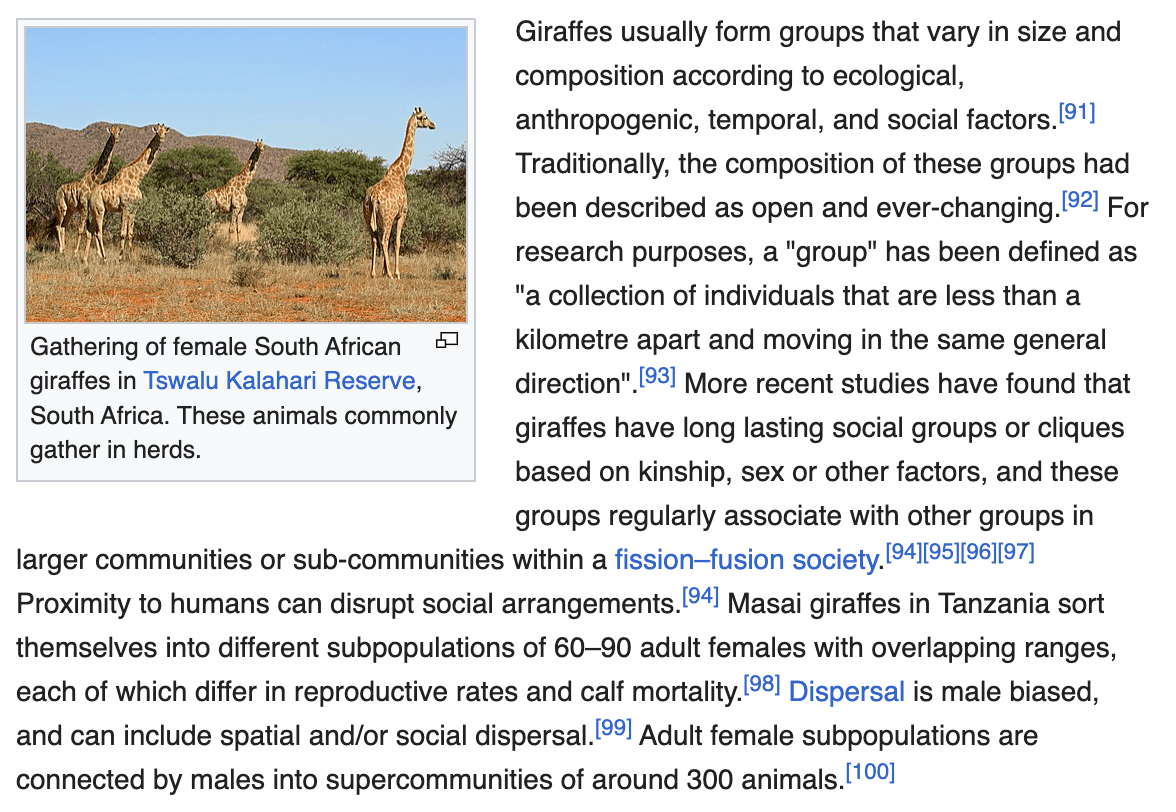 Gathering of female South African
giraffes in Tswalu Kalahari Reserve,
South Africa. These animals commonly
gather in herds.
Giraffes usually form groups that vary in size and
composition according to ecological,
anthropogenic, temporal, and social factors.[91]
Traditionally, the composition of these groups had
been described as open and ever-changing.[92] For
research purposes, a "group" has been defined as
"a collection of individuals that are less than a
kilometre apart and moving in the same general
direction".[93] More recent studies have found that
giraffes have long lasting social groups or cliques
based on kinship, sex or other factors, and these
groups regularly associate with other groups in
larger communities or sub-communities within a fission–fusion society.[94][95][96][97]
Proximity to humans can disrupt social arrangements.[94] Masai giraffes in Tanzania sort
themselves into different subpopulations of 60–90 adult females with overlapping ranges,
each of which differ in reproductive rates and calf mortality.[98] Dispersal is male biased,
and can include spatial and/or social dispersal.[99] Adult female subpopulations are
connected by males into supercommunities of around 300 animals.[100]